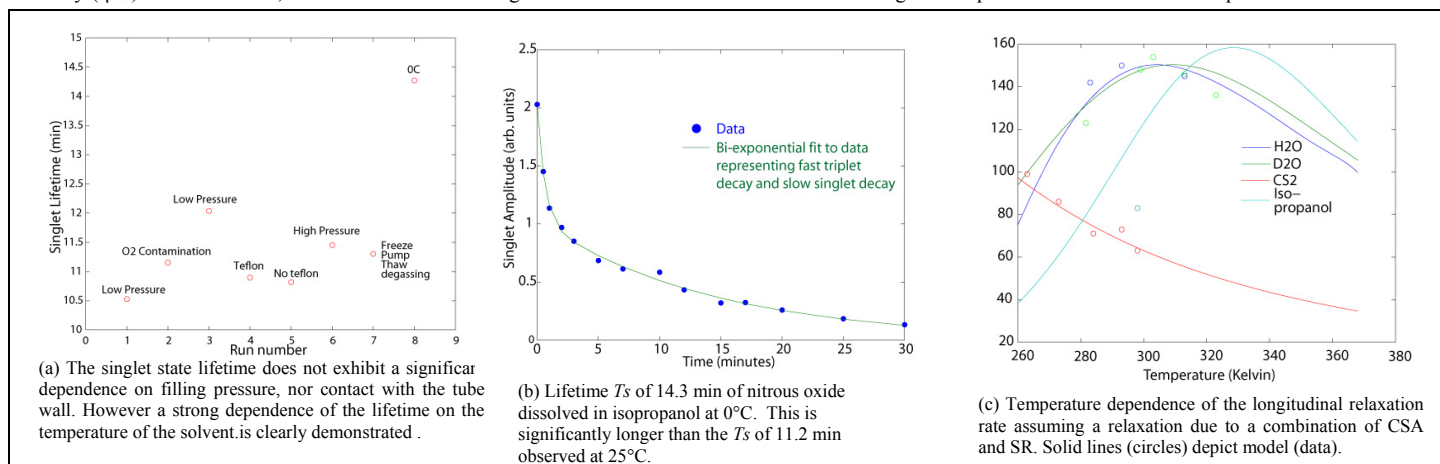 15
14.5
14
13.5
13
12.5
12
11.5
11
10.5
10
Singlet Lifetime (min)
0C
Low Pressure
O2 Contamination
High Pressure
Freeze
Pump
Thaw
degassing
Teflon
No teflon
Low Pressure
0 1 2 3 4 5 6 7 8 9
Run number
(a) The singlet state lifetime does not exhibit a significar
dependence on filling pressure, nor contact with the tube
wall. However a strong dependence of the lifetime on the
temperature of the solvent.is clearly demonstrated .
2.5
2
1.5
1
0.5
0
Singlet Amplitude (arb. units)
Data
Bi-exponential fit to data
representing fast triplet
decay and slow singlet decay
0 5 10 15 20 25 30
Time (minutes)
(b) Lifetime Ts of 14.3 min of nitrous oxide
dissolved in isopropanol at 0°C. This is
significantly longer than the Ts of 11.2 min
observed at 25°C.
160
140
120
100
80
60
40
20
H2O
D2O
CS2
Iso-
propanol
260 280 300 320 340 360 380
Temperature (Kelvin)
(c) Temperature dependence of the longitudinal relaxation
rate assuming a relaxation due to a combination of CSA
and SR. Solid lines (circles) depict model (data).